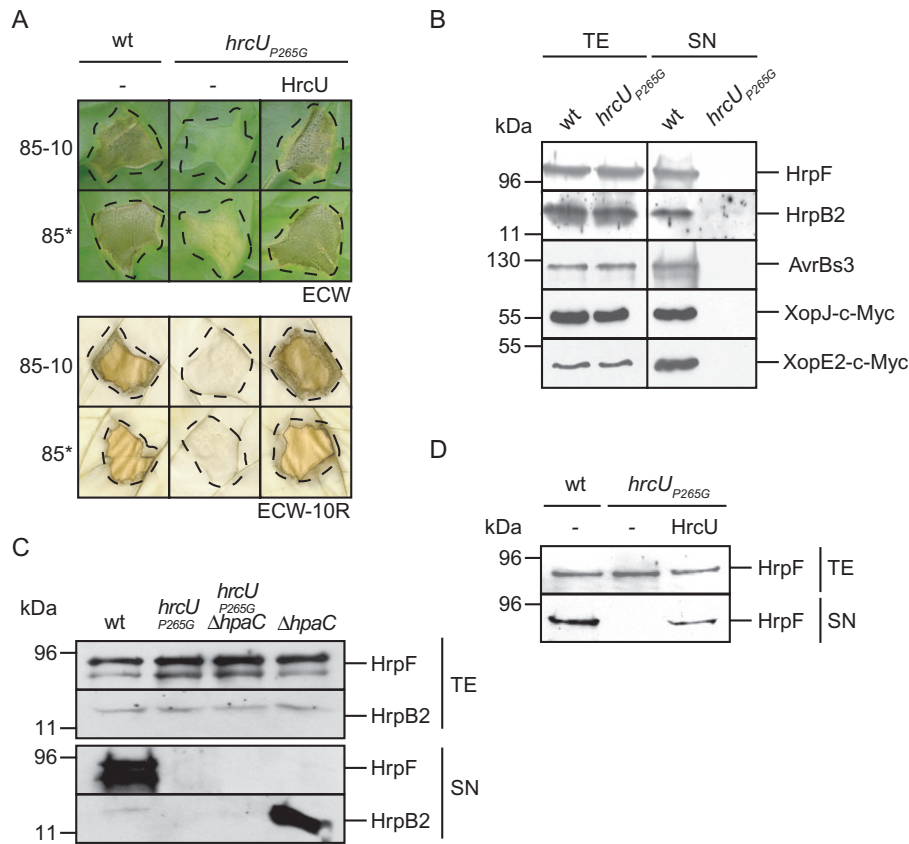 A
wt hrcU P265G
- - HrcU
85-10
85*
ECW
85-10
85*
ECW-10R
B
TE SN
kDa wt hrcU P265G wt hrcU P265G
96 HrpF
11 HrpB2
130 AvrBs3
55 XopJ-c-Myc
55 XopE2-c-Myc
C
kDa wt hrcU P265G hrcU P265G ΔhpaC ΔhpaC
96 HrpF
TE
11 HrpB2
96 HrpF
SN
11 HrpB2
D
wt hrcU P265G
kDa - - HrcU
96 HrpF TE
96 HrpF SN